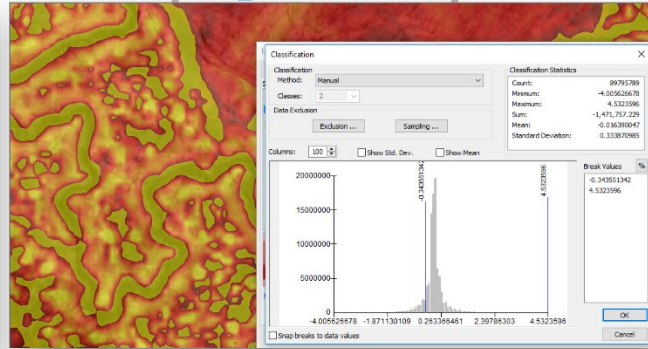 Classification
Classification
Method: Manual
Classes: 2
Data Exclusion
Exclusion ...
Sampling ...
Classification Statistics
Count: 89795789
Minimum: -4.005626678
Maximum: 4.5323596
Sum: -1,471,757.229
Mean: -0.016390047
Standard Deviation: 0.333870985
Columns: 100
Show Std. Dev.
Show Mean
Break Values
%
-0.343551342
4.5323596
-0.343551342
4.5323596
20000000
15000000
10000000
5000000
0
-4.005626678 -1.871130109 0.263366461 2.39786303 4.5323596
Snap breaks to data values
OK
Cancel